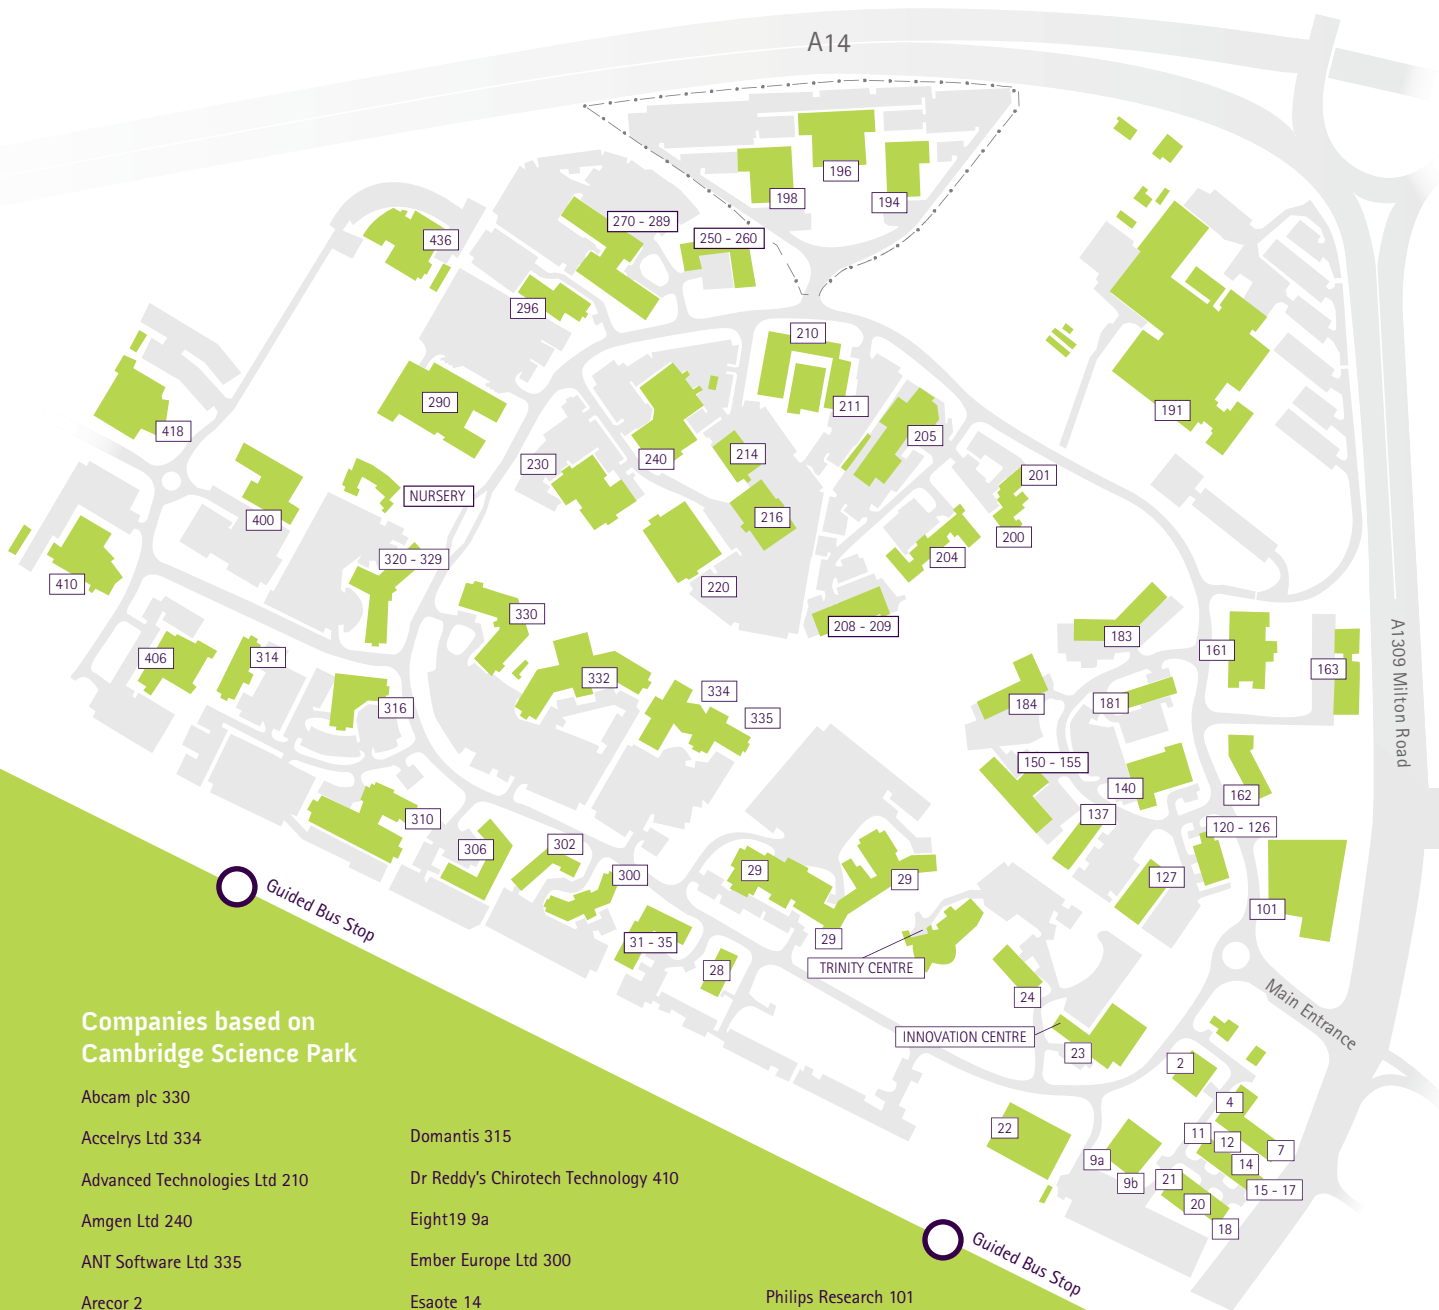 A14
196
198
194
270 - 289
250 - 260
436
296
210
290
211
191
418
205
214
240
230
201
NURSERY
216
400
200
320 - 329
204
410
220
330
208 - 209
183
161
A1309 Milton Road
406
314
163
332
334
184
181
316
335
150 - 155
140
162
137
310
120 - 126
302
306
29
300
127
29
Guided Bus Stop
101
29
31 - 35
TRINITY CENTRE
28
24
Main Entrance
INNOVATION CENTRE
23
2
4
22
11
12
7
9a
14
9b
21
15 - 17
20
18
Guided Bus Stop
Companies based on
Cambridge Science Park
Abcam plc 330
Accelrys Ltd 334
Advanced Technologies Ltd 210
Amgen Ltd 240
ANT Software Ltd 335
Arecor 2
Domantis 315
Dr Reddy's Chirotech Technology 410
Eight19 9a
Ember Europe Ltd 300
Esaote 14
Philips Research 101